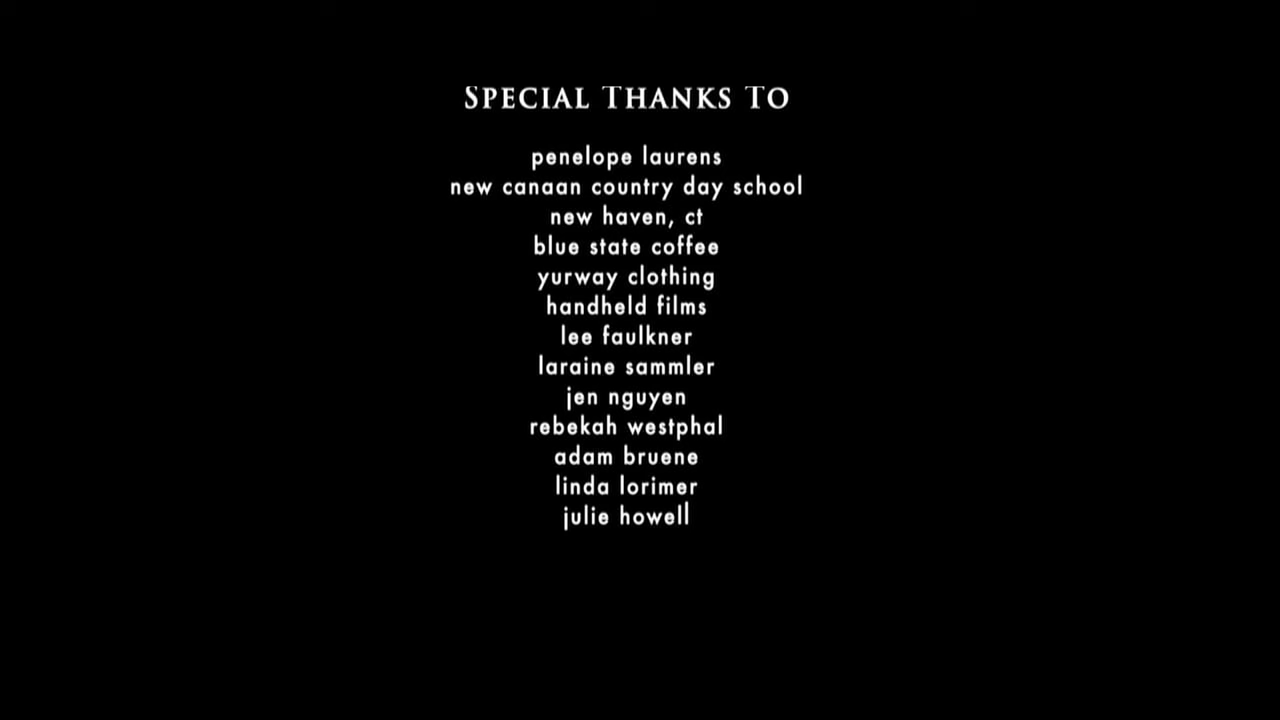 Special Thanks To
penelope laurens
new canaan country day school
new haven, ct
blue state coffee
yurway clothing
handheld films
lee faulkner
laraine sammler
jen nguyen
rebekah westphal
adam bruene
linda lorimer
julie howell